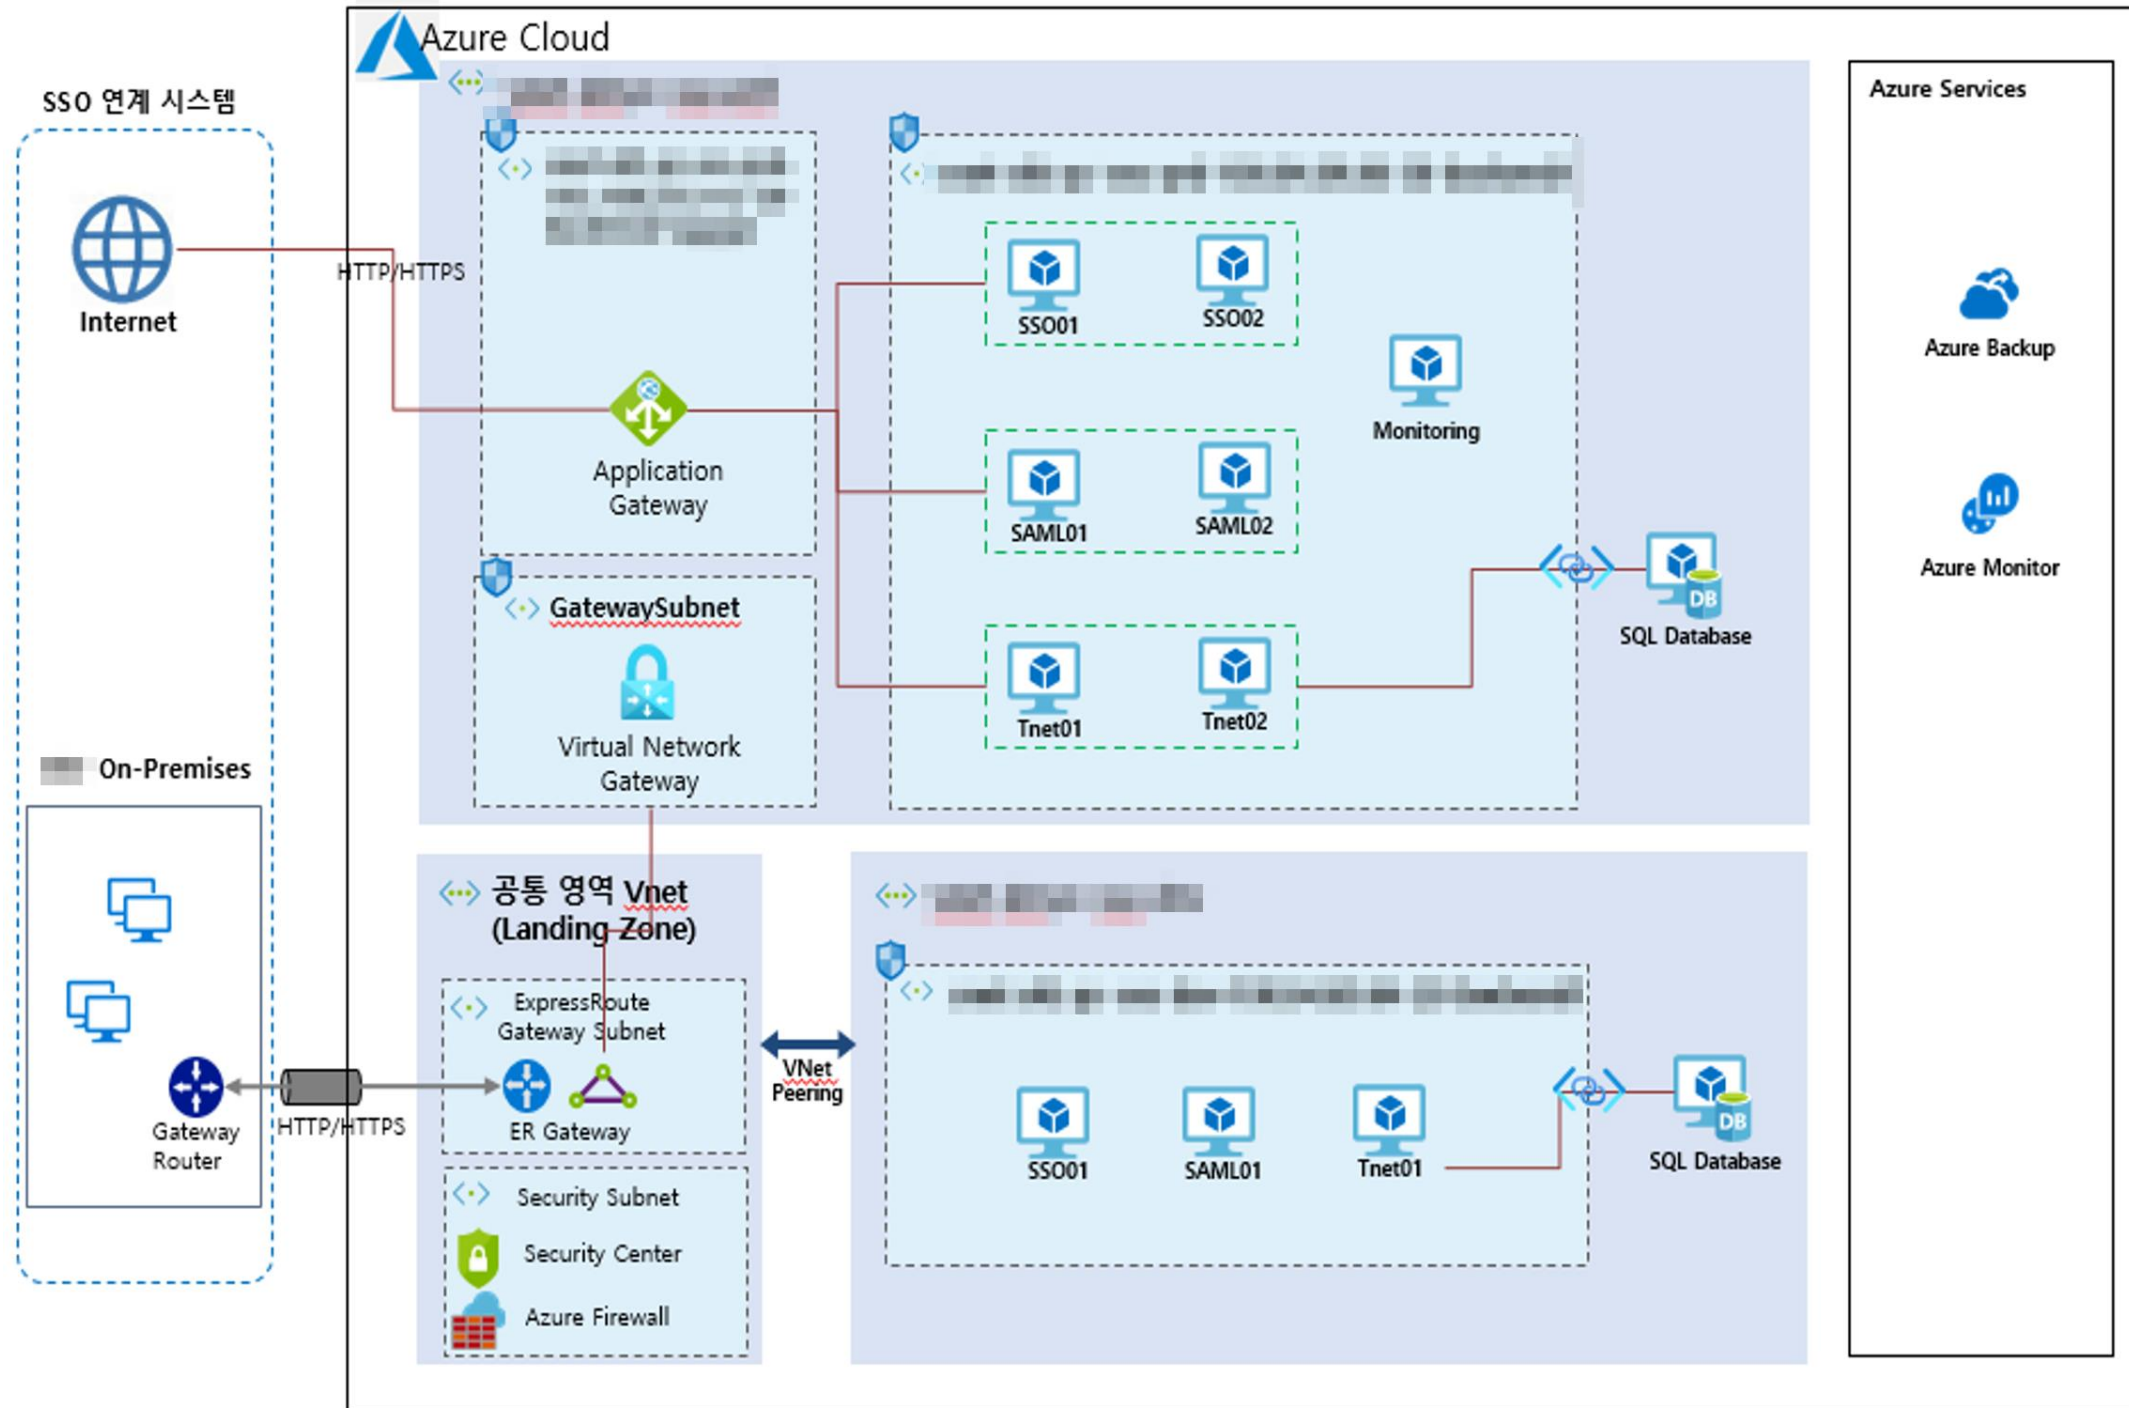 Azure Cloud
SSO 연계 시스템
Internet
HTTP/HTTPS
Application
Gateway
GatewaySubnet
Virtual Network
Gateway
SSO01
SSO02
Monitoring
SAML01
SAML02
Tnet01
Tnet02
SQL Database
DB
Azure Services
Azure Backup
Azure Monitor
On-Premises
Gateway
Router
HTTP/HTTPS
공통 영역 Vnet
(Landing Zone)
ExpressRoute
Gateway Subnet
ER Gateway
Security Subnet
Security Center
Azure Firewall
VNet
Peering
SSO01
SAML01
Tnet01
DB
SQL Database